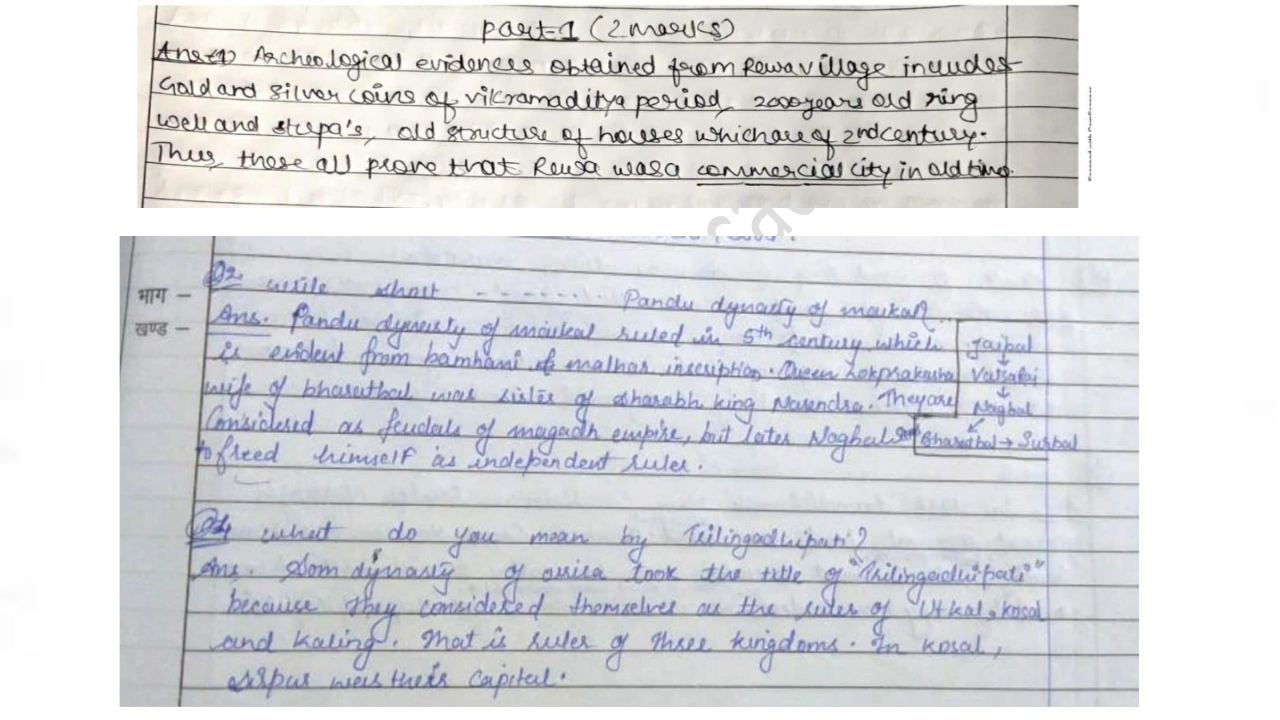 Part-1 (2 marks)
Ans-1) Archeological evidences obtained from Rewa village includes
Gold and Silver coins of vikramaditya period, 2000 years old ring
well and stupa's, old structure of houses which are of 2nd century.
Thus, these all prove that Rewa was a commercial city in old time.
Q2 write short ------- Pandu dynasty of maikal?
भाग –
खण्ड –
Ans. Pandu dynasty of maikal ruled in 5th century which
is evident from bamhani & malhar inscription. Queen Lokprakasha
wife of bharatbal was sister of sharabh king Narendra. They are
Considered as feudals of magadh empire, but later Nagbal
to freed himself as independent ruler.
Jaibal
↓
Vatsaraj
↓
Nagbal
Bharatbal → Surbal
Q4 what do you mean by Trilingadhipati?
Ans. Som dynasty of orrisa took the title of "Trilingadhipati"
because they considered themselves as the ruler of Utkal, kosal
and Kaling. That is ruler of three kingdoms. In kosal,
sirpur was their Capital.